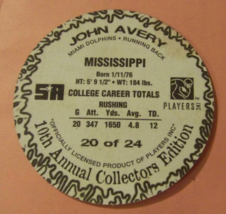 JOHN AVERY
MIAMI DOLPHINS • RUNNING BACK
MISSISSIPPI
Born 1/11/76
HT: 5' 9 1/2" • WT: 184 lbs.
COLLEGE CAREER TOTALS
RUSHING
G Att. Yds. Avg. TD.
20 347 1650 4.8 12
SA
PLAYERS INC
20 of 24
"OFFICIALLY LICENSED PRODUCT OF PLAYERS INC"
10th Annual Collectors Edition